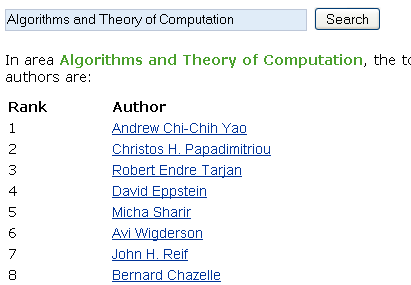 Algorithms and Theory of Computation Search
In area Algorithms and Theory of Computation, the
authors are:
Rank Author
1 Andrew Chi-Chih Yao
2 Christos H. Papadimitriou
3 Robert Endre Tarjan
4 David Eppstein
5 Micha Sharir
6 Avi Wigderson
7 John H. Reif
8 Bernard Chazelle